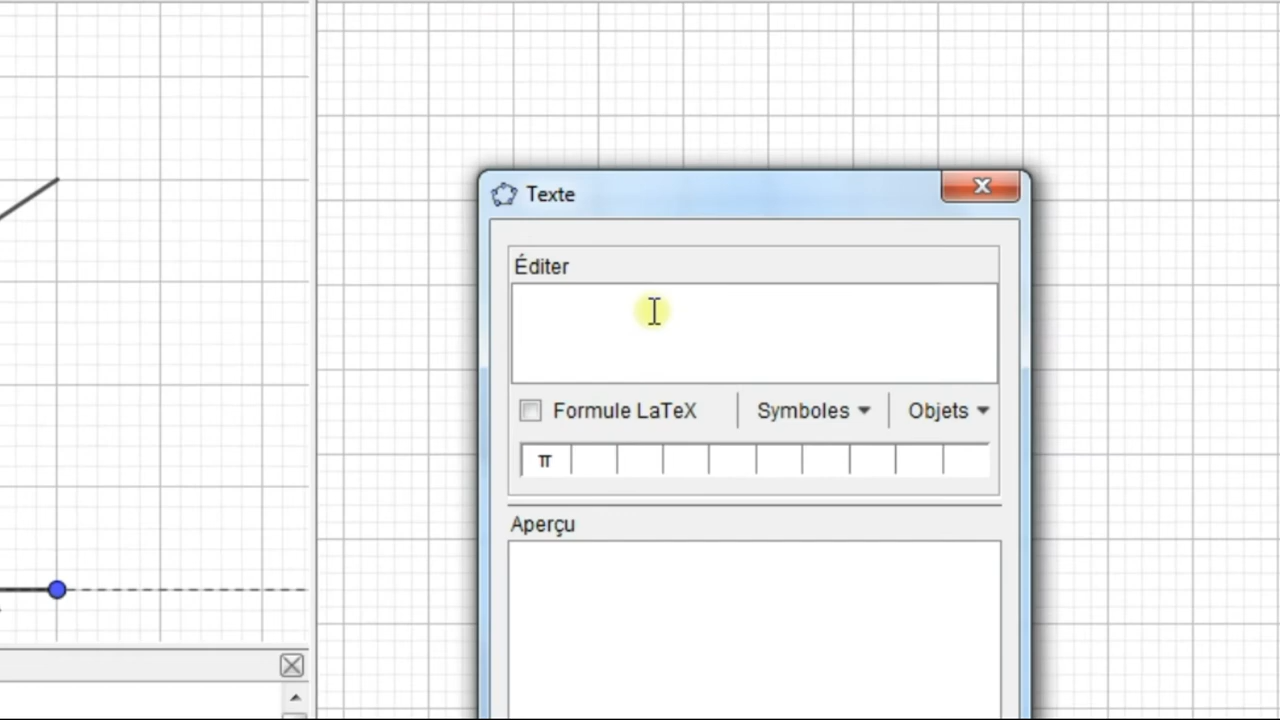 Texte
Éditer
Formule LaTeX Symboles Objets
π
Aperçu